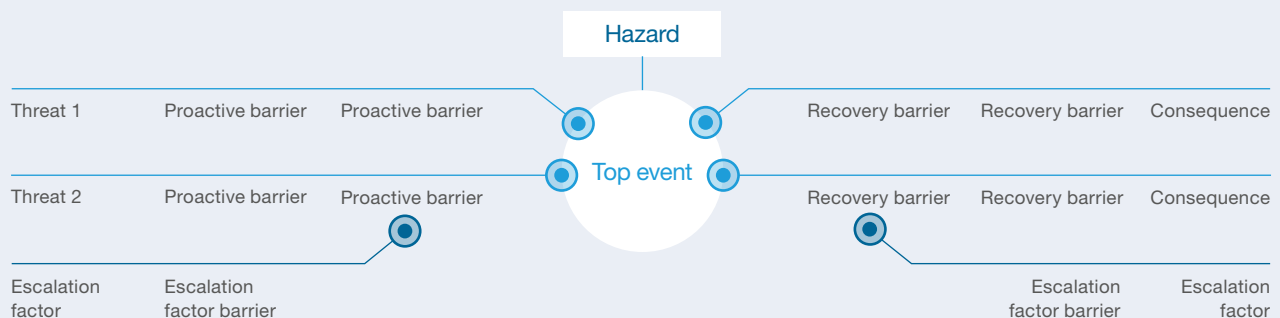 Hazard
Threat 1 Proactive barrier Proactive barrier Recovery barrier Recovery barrier Consequence
Top event
Threat 2 Proactive barrier Proactive barrier Recovery barrier Recovery barrier Consequence
Escalation Escalation Escalation Escalation
factor factor barrier factor barrier factor